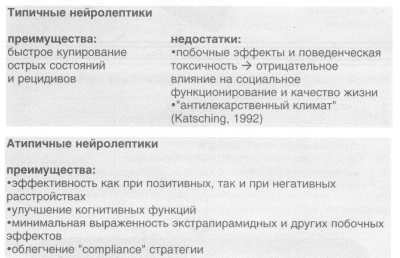 Типичные нейролептики
преимущества:
быстрое купирование
острых состояний
и рецидивов
недостатки:
•побочные эффекты и поведенческая
токсичность → отрицательное
влияние на социальное
функционирование и качество жизни
•"антилекарственный климат"
(Katsching, 1992)
Атипичные нейролептики
преимущества:
•эффективность как при позитивных, так и при негативных
расстройствах
•улучшение когнитивных функций
•минимальная выраженность экстрапирамидных и других побочных
эффектов
•облегчение "compliance" стратегии